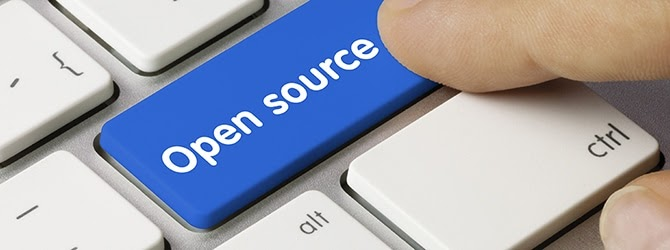 {
Open source
ctrl
alt